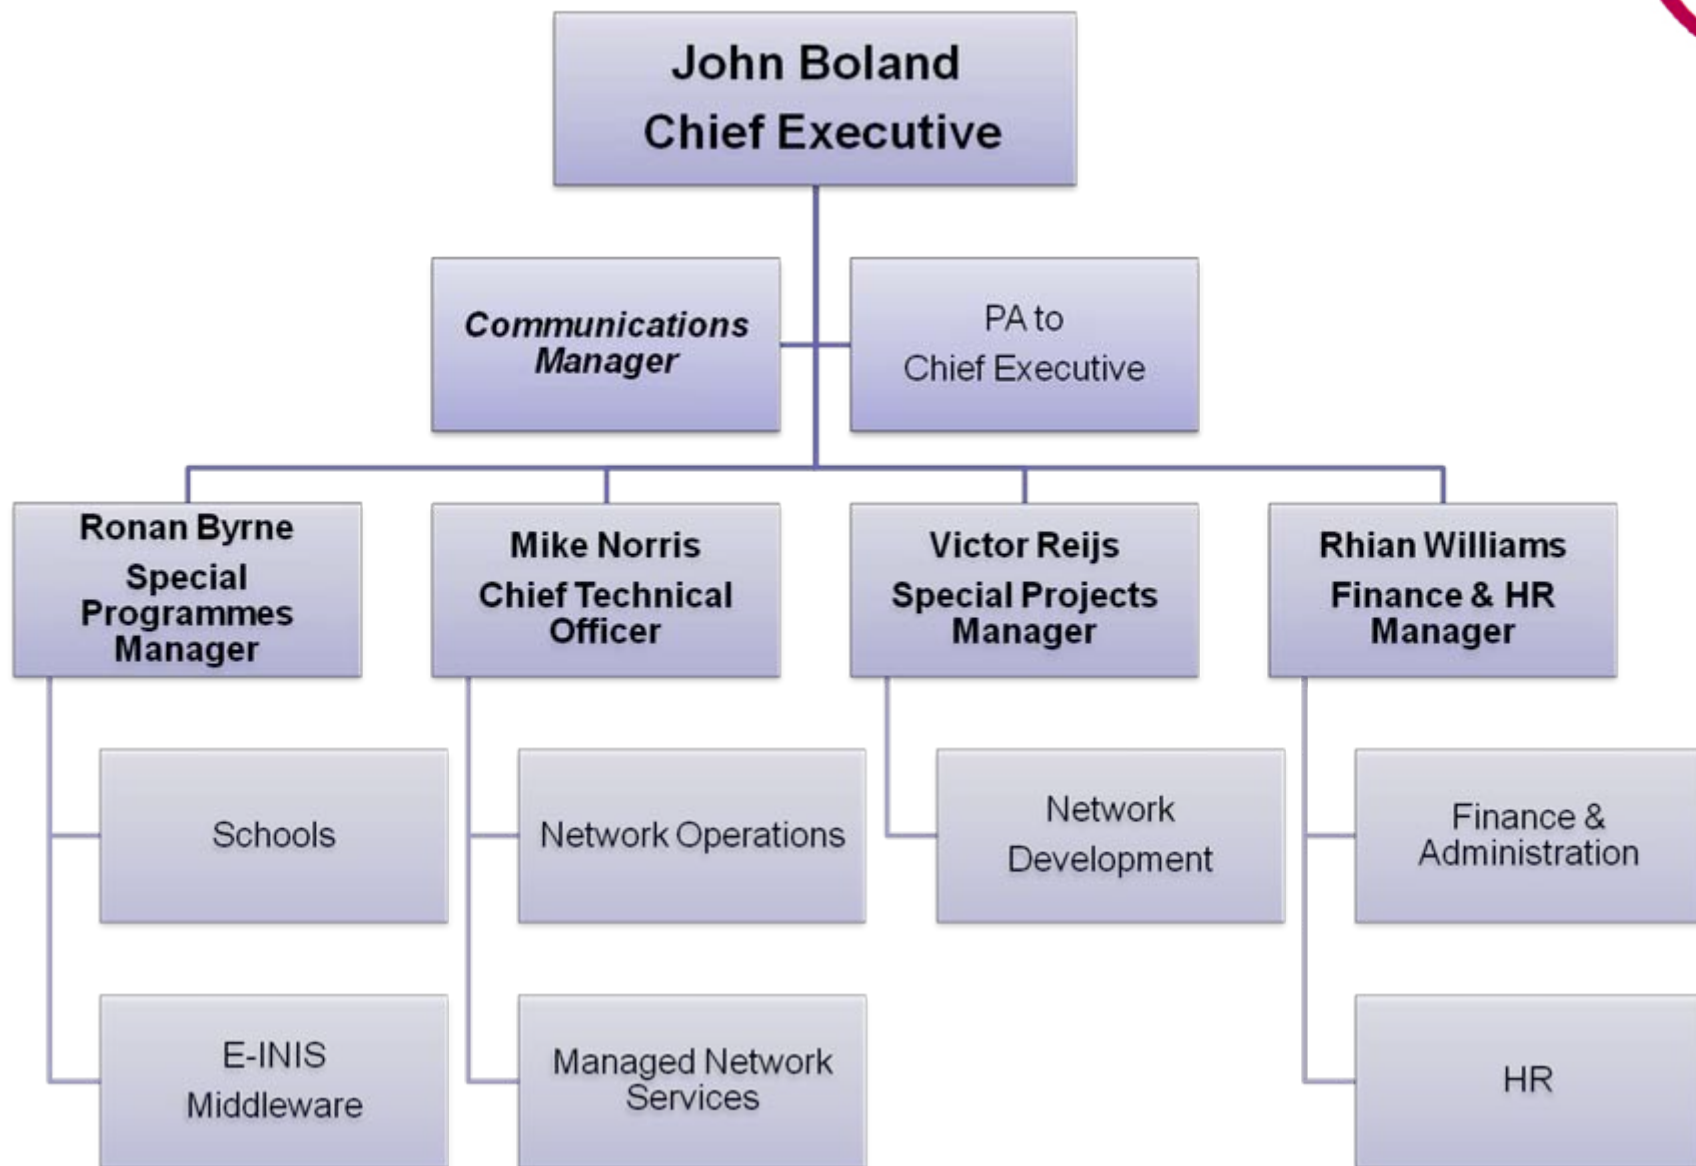 John Boland
Chief Executive
Communications
Manager
PA to
Chief Executive
Ronan Byrne
Special
Programmes
Manager
Mike Norris
Chief Technical
Officer
Victor Reijs
Special Projects
Manager
Rhian Williams
Finance & HR
Manager
Schools
Network Operations
Network
Development
Finance &
Administration
E-INIS
Middleware
Managed Network
Services
HR